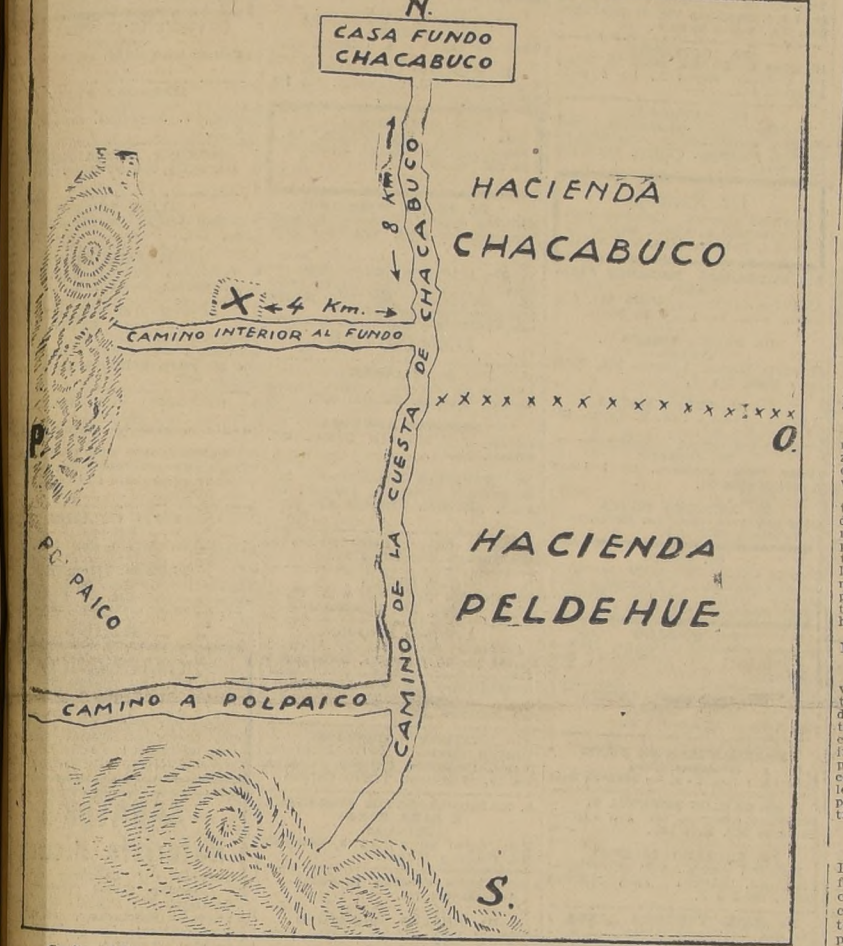 N.
CASA FUNDO
CHACABUCO
8 Km.
HACIENDA
CHACABUCO
X
4 Km.
CAMINO INTERIOR AL FUNDO
CAMINO DE LA CUESTA DE CHACABUCO
x x x x x x x x x x x x x x x x
P.
O.
HACIENDA
PELDEHUE
POLPAICO
CAMINO A POLPAICO
S.